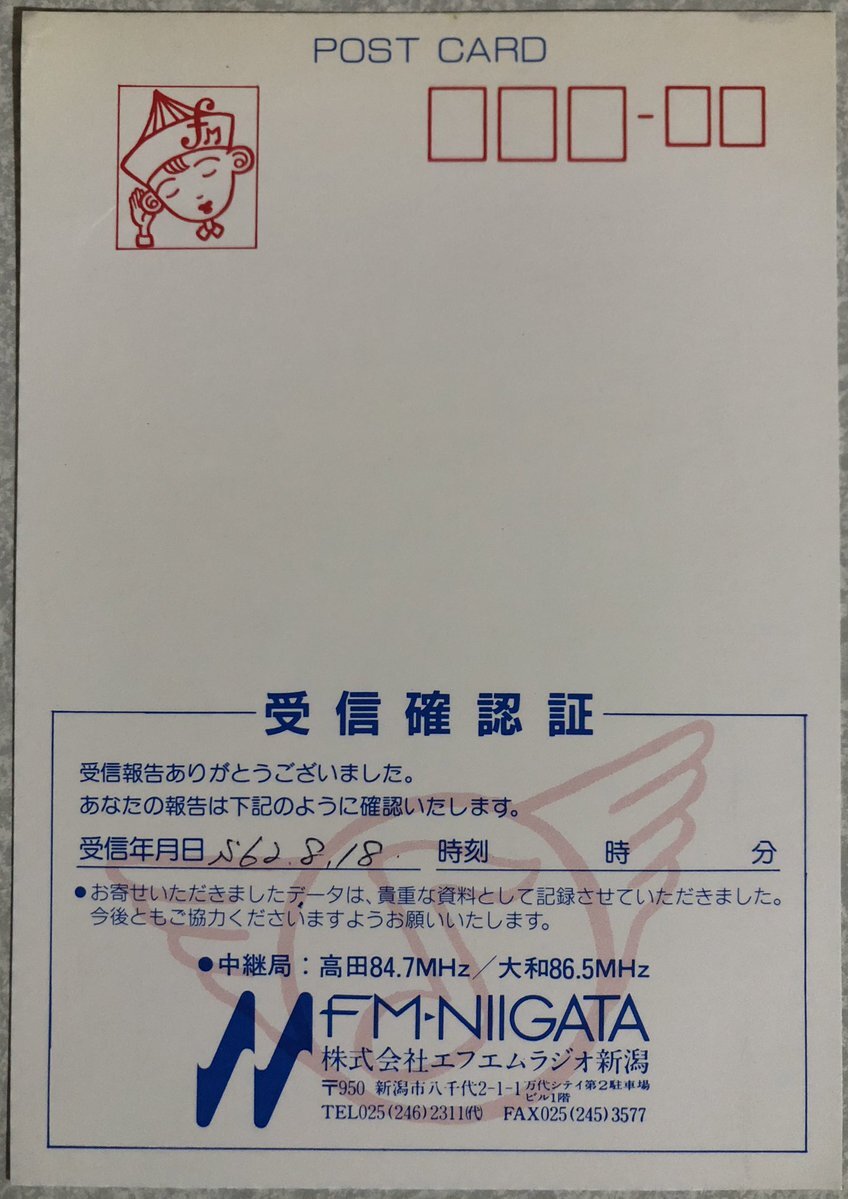 POST CARD
fm
受信確認証
受信報告ありがとうございました。
あなたの報告は下記のように確認いたします。
受信年月日 S62.8.18. 時刻 時 分
●お寄せいただきましたデータは、貴重な資料として記録させていただきました。
今後ともご協力くださいますようお願いいたします。
●中継局：高田84.7MHz／大和86.5MHz
FM▶NIIGATA
株式会社エフエムラジオ新潟
〒950 新潟市八千代2-1-1 万代シテイ第2駐車場ビル1階
TEL025(246)2311㈹ FAX025(245)3577